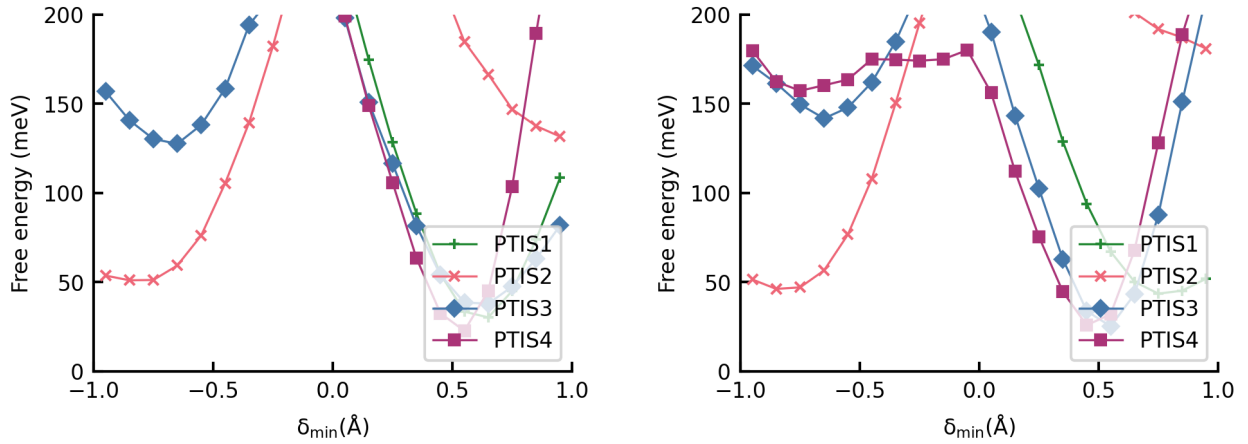 200
150
100
50
0
Free energy (meV)
−1.0 −0.5 0.0 0.5 1.0
δmin(Å)
PTIS1
PTIS2
PTIS3
PTIS4
200
150
100
50
0
Free energy (meV)
−1.0 −0.5 0.0 0.5 1.0
δmin(Å)
PTIS1
PTIS2
PTIS3
PTIS4